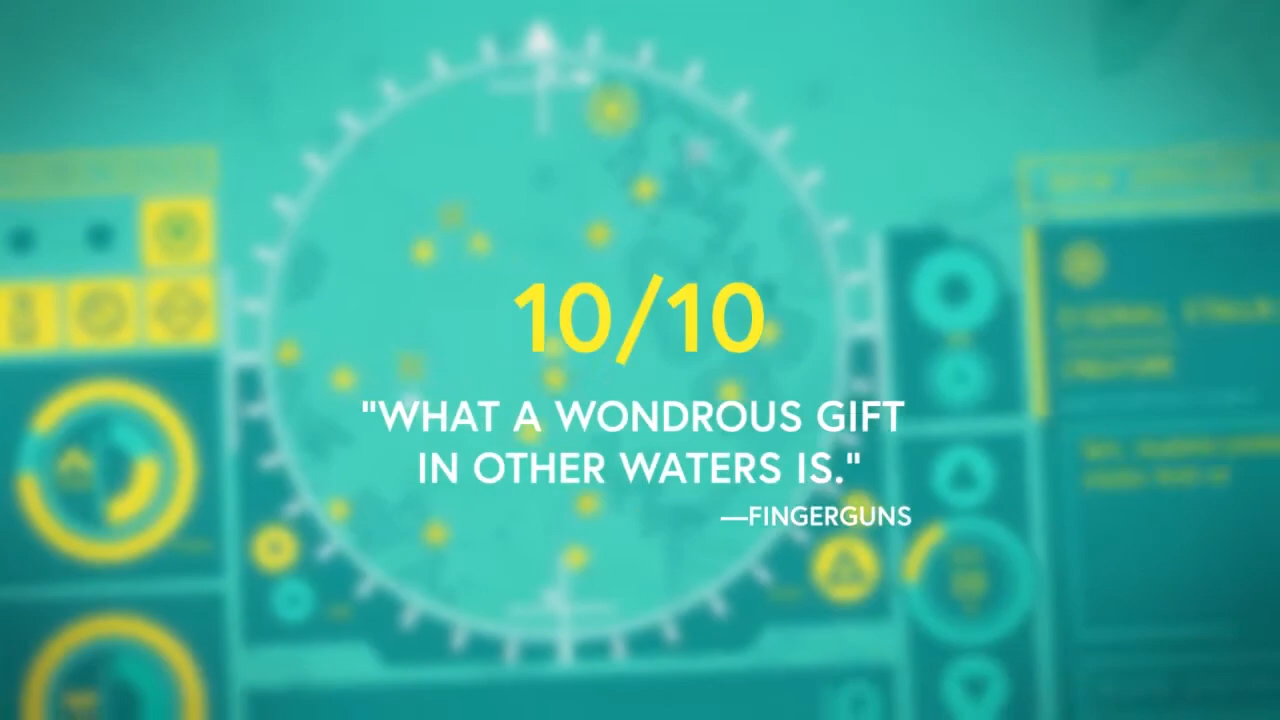 10/10
"WHAT A WONDROUS GIFT
IN OTHER WATERS IS."
—FINGERGUNS